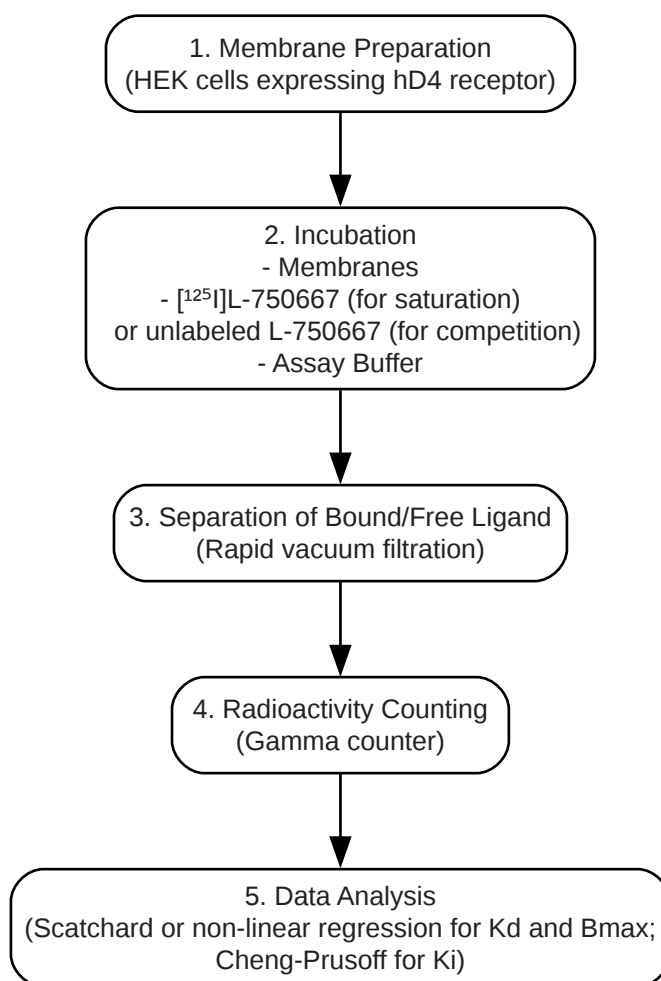 1. Membrane Preparation
(HEK cells expressing hD4 receptor)
2. Incubation
- Membranes
- [¹²⁵I]L-750667 (for saturation)
or unlabeled L-750667 (for competition)
- Assay Buffer
3. Separation of Bound/Free Ligand
(Rapid vacuum filtration)
4. Radioactivity Counting
(Gamma counter)
5. Data Analysis
(Scatchard or non-linear regression for Kd and Bmax;
Cheng-Prusoff for Ki)